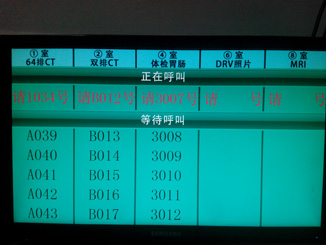 ①室 ②室 ④室 ⑥室 ⑧室
64排CT 双排CT 体检胃肠 DRV照片 MRI
正在呼叫
请1034号 请B012号 请3007号 请 号 请 号
等待呼叫
A039 B013 3008
A040 B014 3009
A041 B015 3010
A042 B016 3011
A043 B017 3012
SAMSUNG